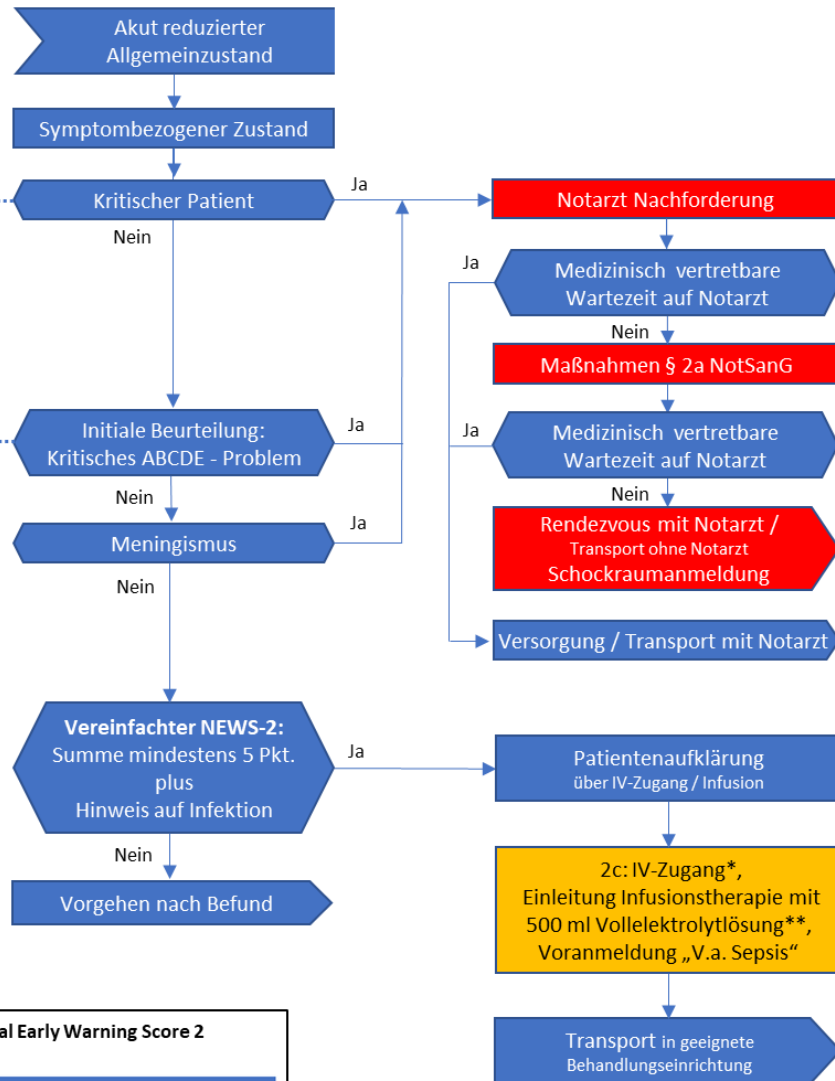 Akut reduzierter
Allgemeinzustand
Symptombezogener Zustand
Kritischer Patient
Ja
Nein
Notarzt Nachforderung
Ja
Medizinisch vertretbare
Wartezeit auf Notarzt
Nein
Maßnahmen § 2a NotSanG
Initiale Beurteilung:
Kritisches ABCDE - Problem
Ja
Nein
Ja
Medizinisch vertretbare
Wartezeit auf Notarzt
Nein
Meningismus
Ja
Nein
Rendezvous mit Notarzt /
Transport ohne Notarzt
Schockraumanmeldung
Versorgung / Transport mit Notarzt
Vereinfachter NEWS-2:
Summe mindestens 5 Pkt.
plus
Hinweis auf Infektion
Ja
Nein
Patientenaufklärung
über IV-Zugang / Infusion
Vorgehen nach Befund
2c: IV-Zugang*,
Einleitung Infusionstherapie mit
500 ml Vollelektrolytlösung**,
Voranmeldung „V.a. Sepsis“
Transport in geeignete
Behandlungseinrichtung
al Early Warning Score 2